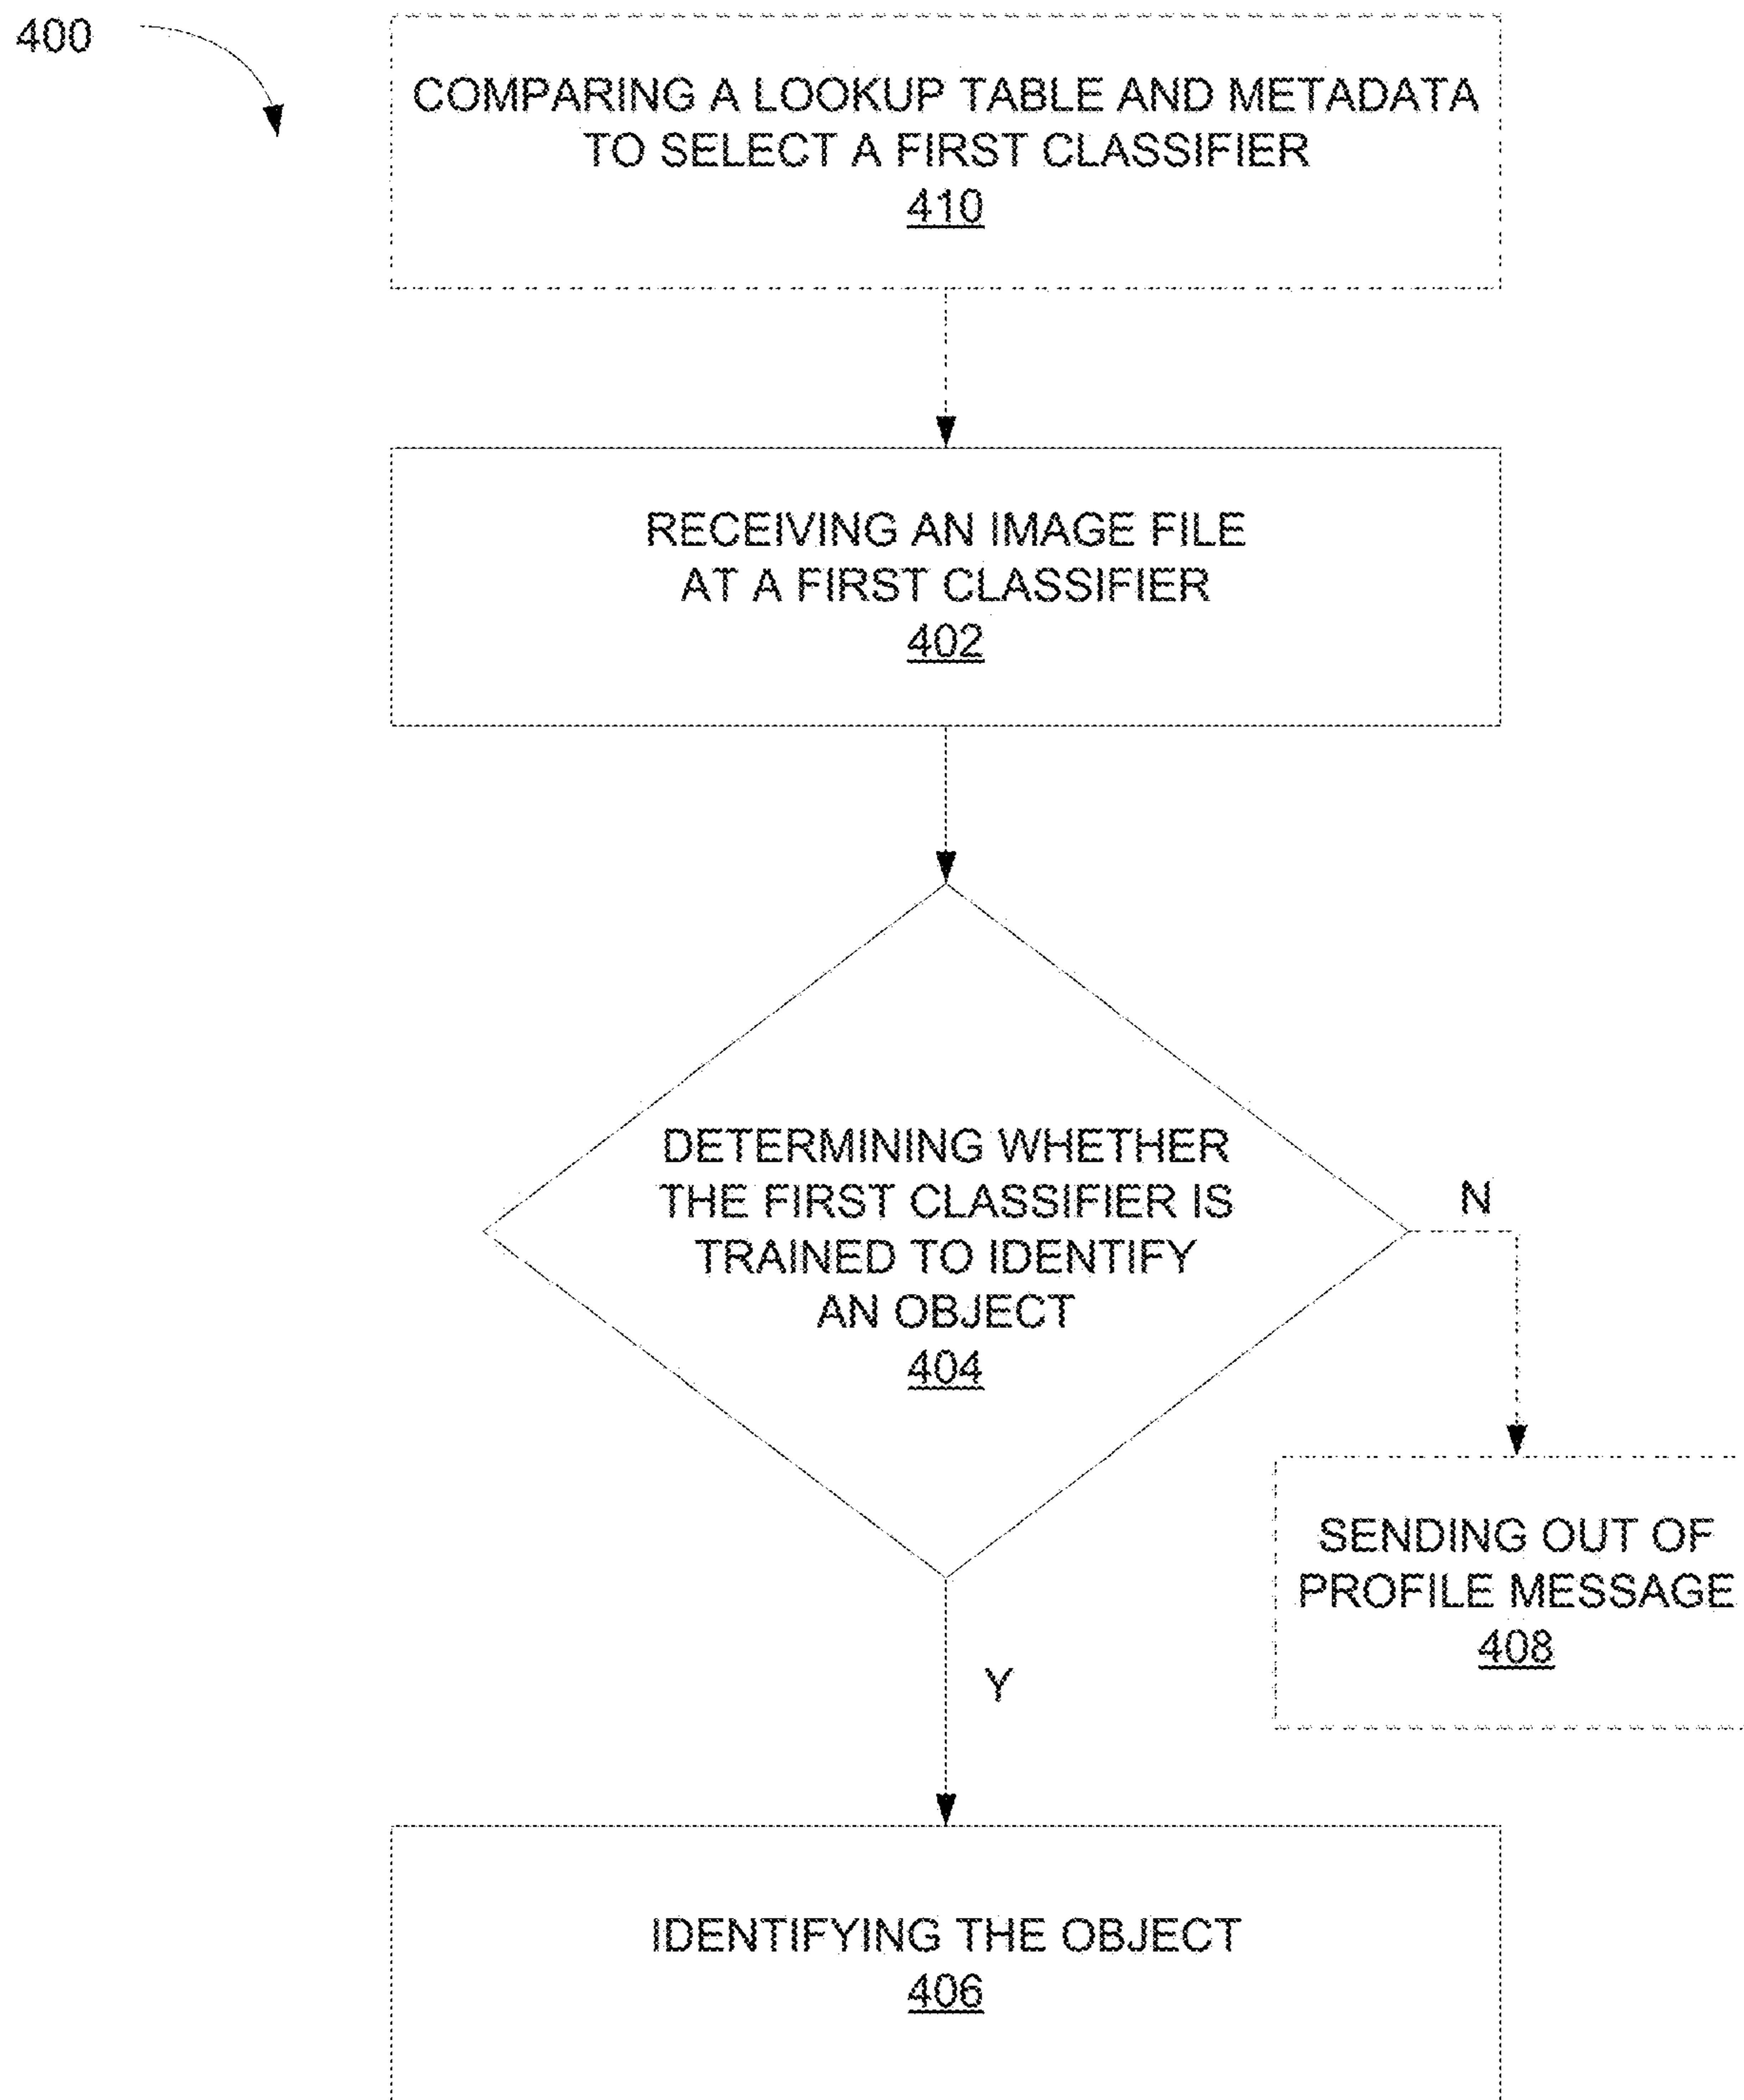 400
COMPARING A LOOKUP TABLE AND METADATA
TO SELECT A FIRST CLASSIFIER
410
RECEIVING AN IMAGE FILE
AT A FIRST CLASSIFIER
402
DETERMINING WHETHER
THE FIRST CLASSIFIER IS
TRAINED TO IDENTIFY
AN OBJECT
404
N
SENDING OUT OF
PROFILE MESSAGE
408
Y
IDENTIFYING THE OBJECT
406